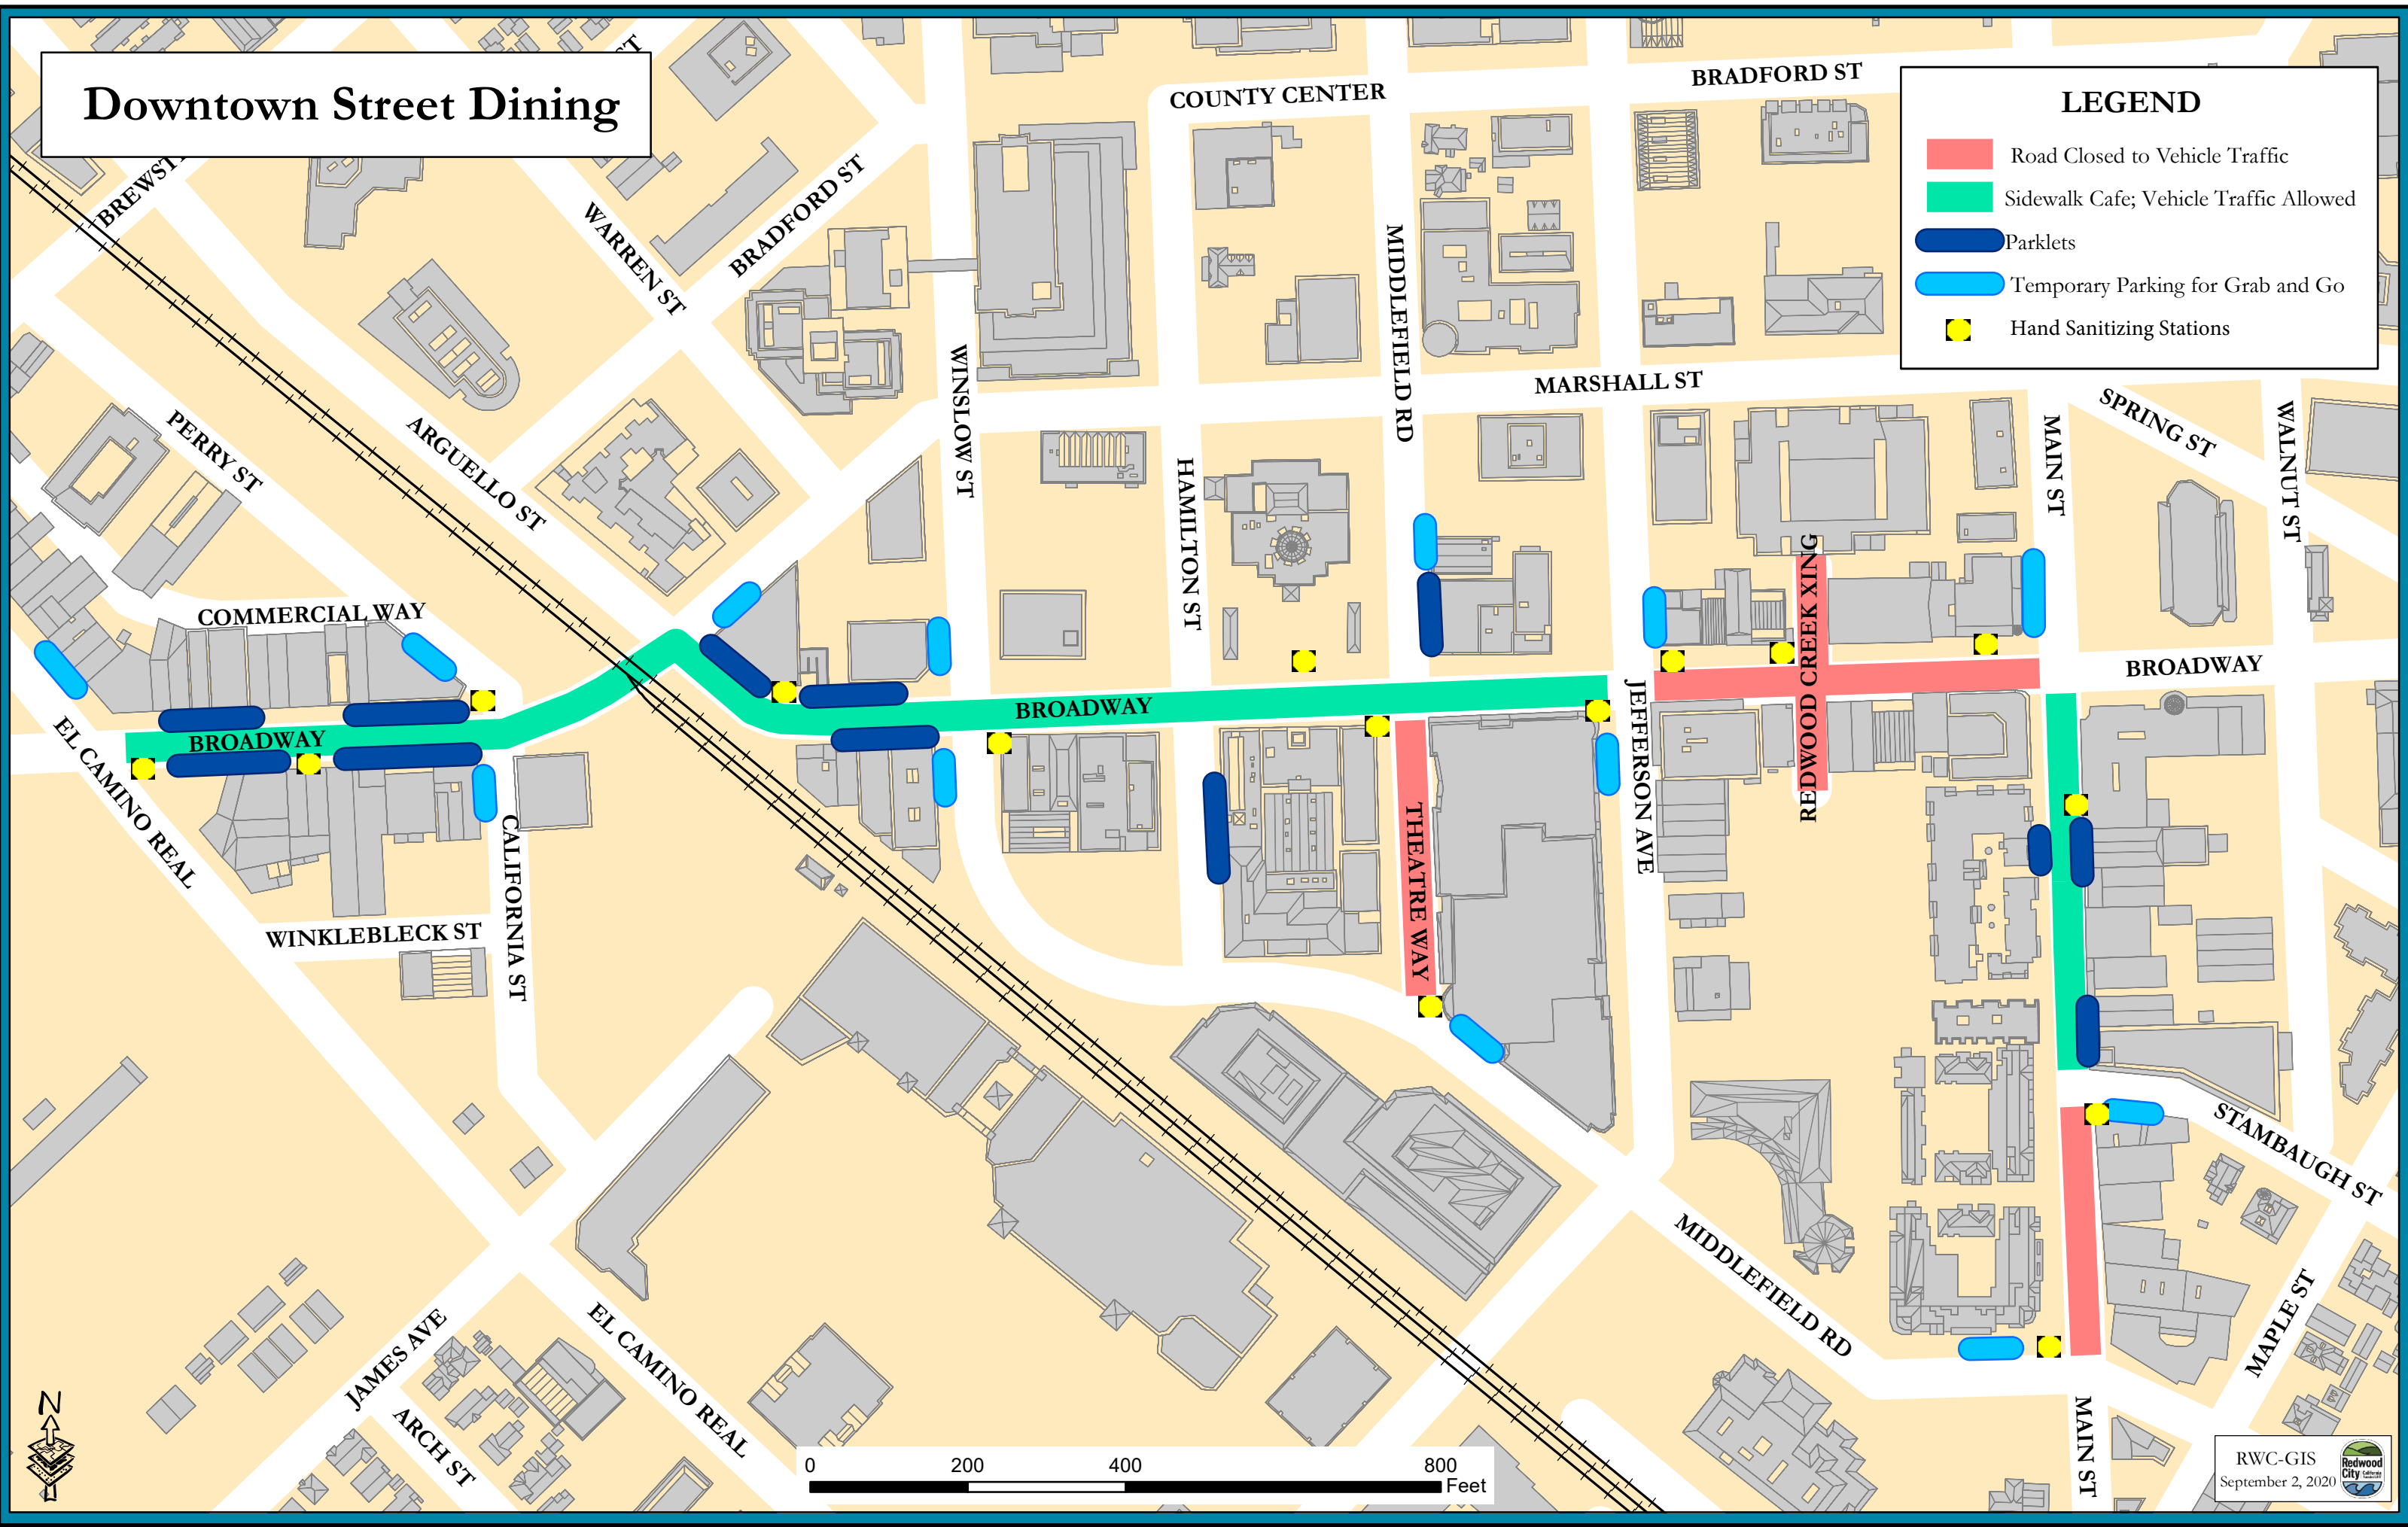 Downtown Street Dining
ST
COUNTY CENTER
BRADFORD ST
LEGEND
Road Closed to Vehicle Traffic
Sidewalk Cafe; Vehicle Traffic Allowed
Parklets
Temporary Parking for Grab and Go
Hand Sanitizing Stations
BREWST
WARREN ST
BRADFORD ST
MIDDLEFIELD RD
WINSLOW ST
MARSHALL ST
PERRY ST
ARGUELLO ST
HAMILTON ST
MAIN ST
SPRING ST
WALNUT ST
COMMERCIAL WAY
REDWOOD CREEK XING
BROADWAY
BROADWAY
BROADWAY
EL CAMINO REAL
JEFFERSON AVE
THEATRE WAY
CALIFORNIA ST
WINKLEBLECK ST
STAMBAUGH ST
MIDDLEFIELD RD
MAPLE ST
JAMES AVE
EL CAMINO REAL
ARCH ST
MAIN ST
N
0 200 400 800
Feet
RWC-GIS
September 2, 2020
Redwood
City